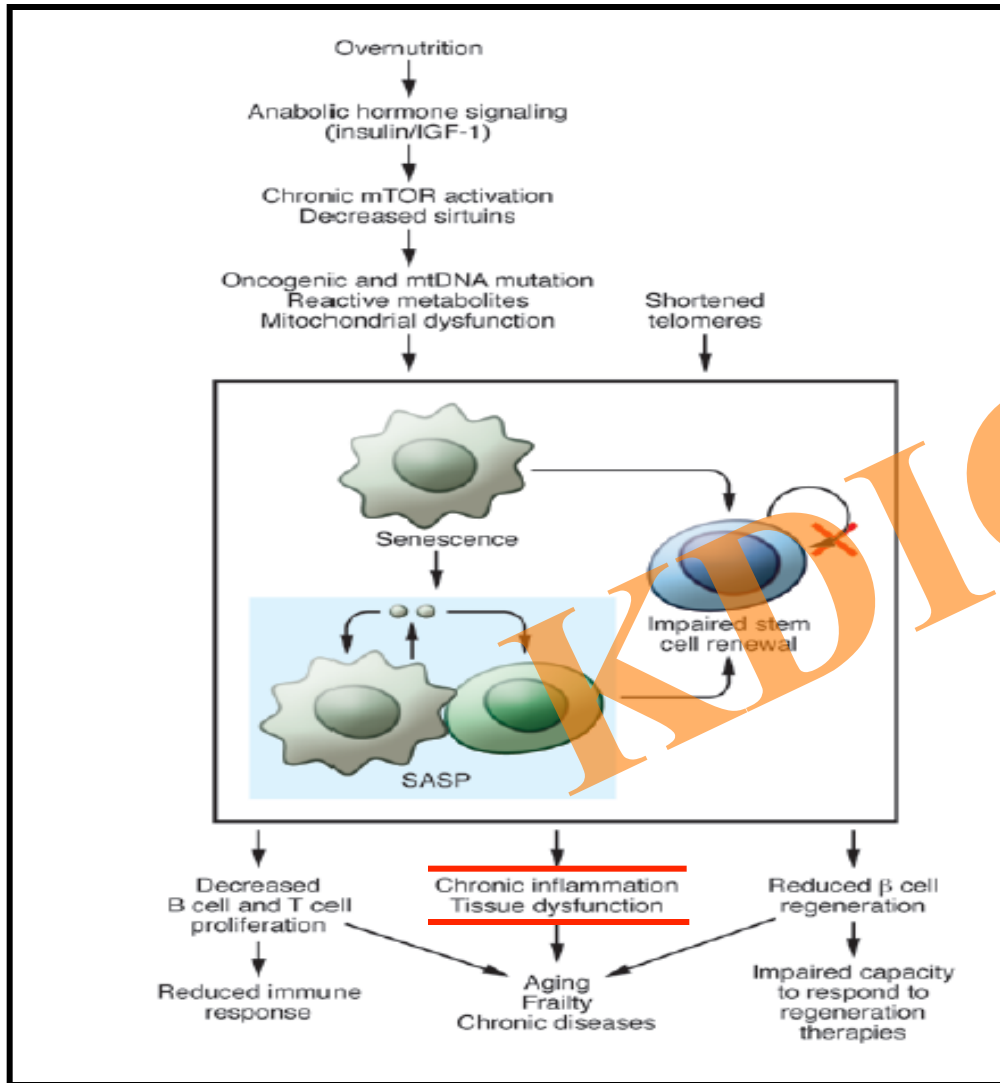 Overnutrition
Anabolic hormone signaling
(insulin/IGF-1)
Chronic mTOR activation
Decreased sirtuins
Oncogenic and mtDNA mutation
Reactive metabolites
Mitochondrial dysfunction
Shortened
telomeres
Senescence
Impaired stem
cell renewal
SASP
Decreased
B cell and T cell
proliferation
Chronic inflammation
Tissue dysfunction
Reduced β cell
regeneration
Reduced immune
response
Aging
Frailty
Chronic diseases
Impaired capacity
to respond to
regeneration
therapies
KDI